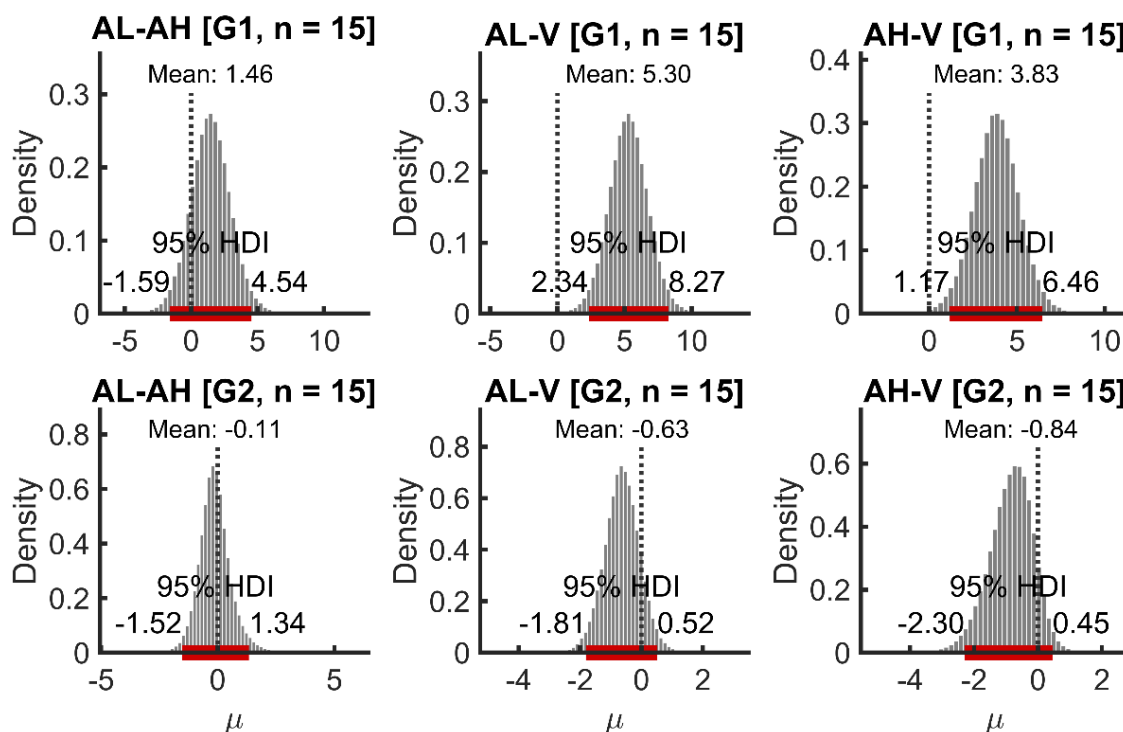 AL-AH [G1, n = 15]
Mean: 1.46
Density
0.3
0.2
0.1
0
95% HDI
-1.59
4.54
-5
0
5
10
AL-V [G1, n = 15]
Mean: 5.30
Density
0.3
0.2
0.1
0
95% HDI
2.34
8.27
-5
0
5
10
AH-V [G1, n = 15]
Mean: 3.83
Density
0.4
0.3
0.2
0.1
0
95% HDI
1.17
6.46
0
5
10
AL-AH [G2, n = 15]
Mean: -0.11
Density
0.8
0.6
0.4
0.2
0
95% HDI
-1.52
1.34
-5
0
5
μ
AL-V [G2, n = 15]
Mean: -0.63
Density
0.8
0.6
0.4
0.2
0
95% HDI
-1.81
0.52
-4
-2
0
2
μ
AH-V [G2, n = 15]
Mean: -0.84
Density
0.6
0.4
0.2
0
95% HDI
-2.30
0.45
-4
-2
0
2
μ